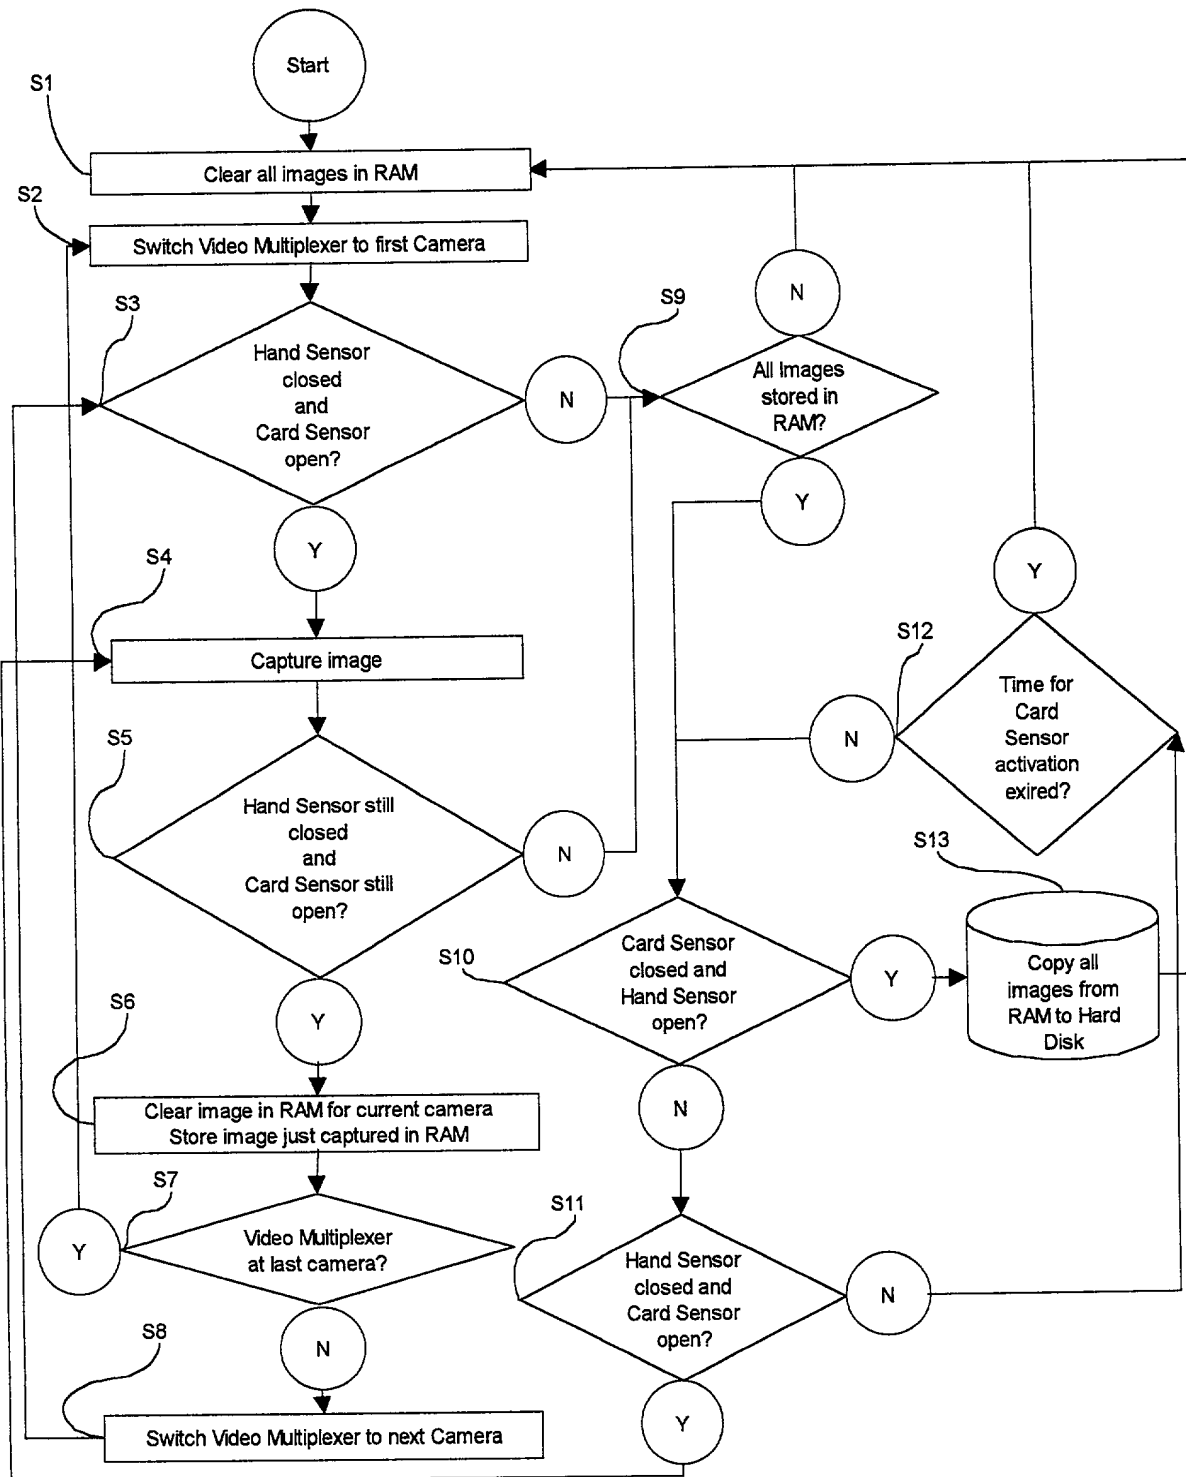 Start
S1
Clear all images in RAM
S2
Switch Video Multiplexer to first Camera
S3
Hand Sensor
closed
and
Card Sensor
open?
N
S9
N
All Images
stored in
RAM?
Y
Y
S4
Capture image
Y
S12
Time for
Card
Sensor
activation
exired?
N
S5
Hand Sensor still
closed
and
Card Sensor still
open?
N
S13
Copy all
images from
RAM to Hard
Disk
S10
Card Sensor
closed and
Hand Sensor
open?
Y
Y
N
S6
Clear image in RAM for current camera
Store image just captured in RAM
S7
Y
Video Multiplexer
at last camera?
S11
Hand Sensor
closed and
Card Sensor
open?
N
N
S8
Switch Video Multiplexer to next Camera
Y